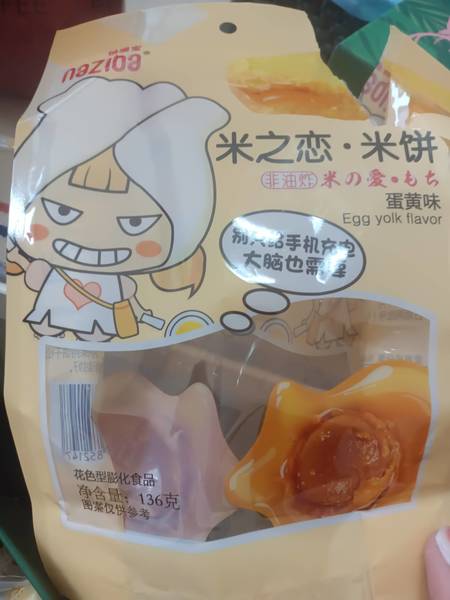 naziqa®
米之恋·米饼
非油炸 米の爱·もち
蛋黄味
Egg yolk flavor
别只给手机充电
大脑也需要
花色型膨化食品
净含量：136克
图案仅供参考